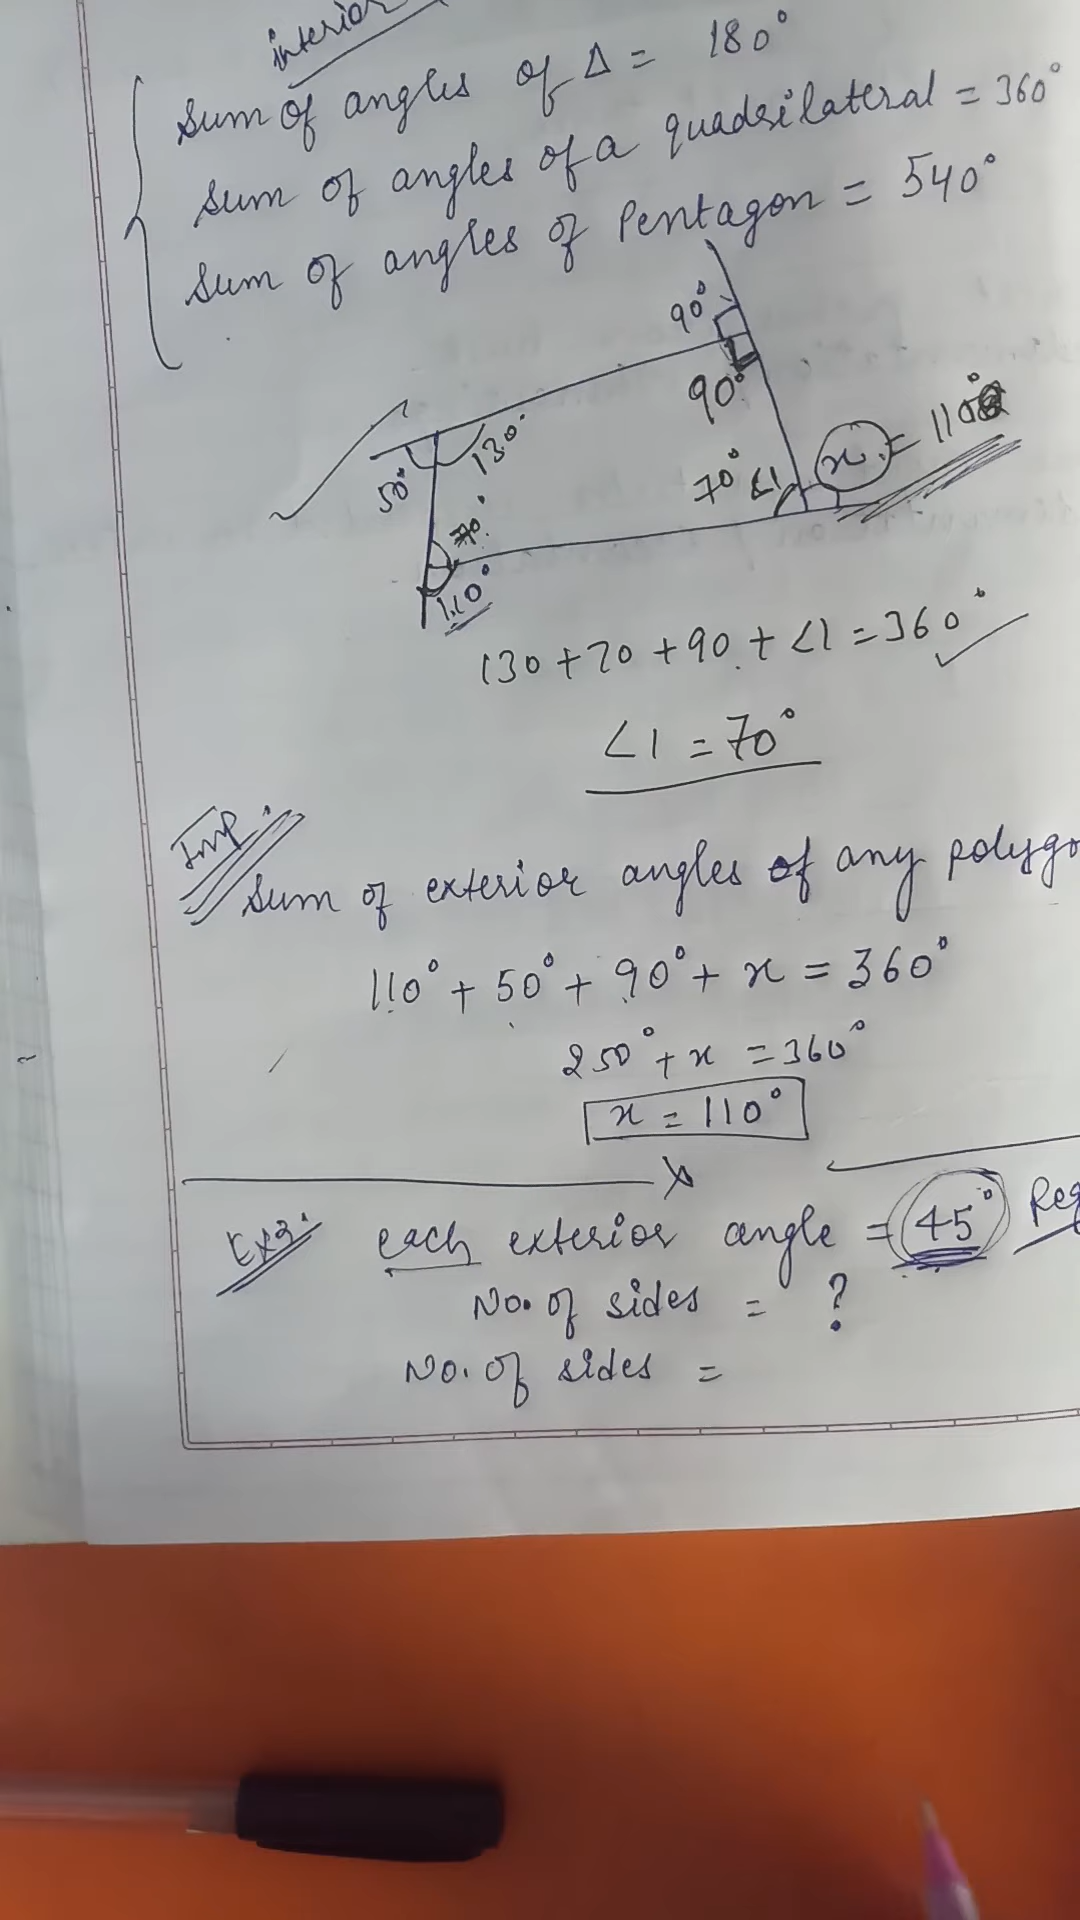 interior
Sum of angles of Δ = 180°
Sum of angles of a quadrilateral = 360°
Sum of angles of Pentagon = 540°
90°
90°
130°
50°
70°
70° ∠1
x = 110°
110°
130 + 70 + 90 + ∠1 = 360°
∠1 = 70°
Imp.
Sum of exterior angles of any polygo
110° + 50° + 90° + x = 360°
250° + x = 360°
x = 110°
Ex3. each exterior angle = 45° Reg
No. of sides = ?
No. of sides =